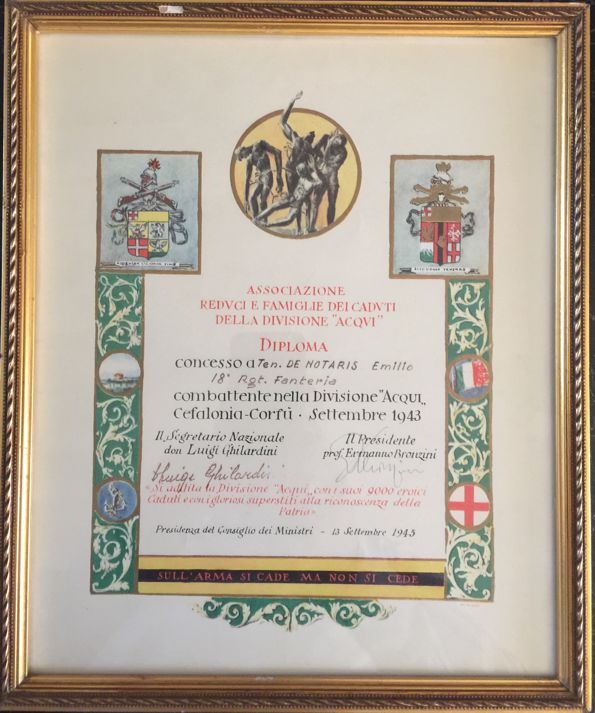 ASSOCIAZIONE
REDVCI E FAMIGLIE DEI CADVTI
DELLA DIVISIONE "ACQVI"
DIPLOMA
concesso a Ten. DE NOTARIS Emilio
18° Rgt. Fanteria
combattente nella Divisione "Acqui"
Cefalonia-Corfù · Settembre 1943
Il Segretario Nazionale
don Luigi Ghilardini
Il Presidente
prof. Ermanno Bronzini
Luigi Ghilardini
«Si addita la Divisione "Acqui" con i suoi 9000 eroici
Caduti e con i gloriosi superstiti alla riconoscenza della
Patria»
Presidenza del Consiglio dei Ministri - 13 Settembre 1945
SULL'ARMA SI CADE MA NON SI CEDE